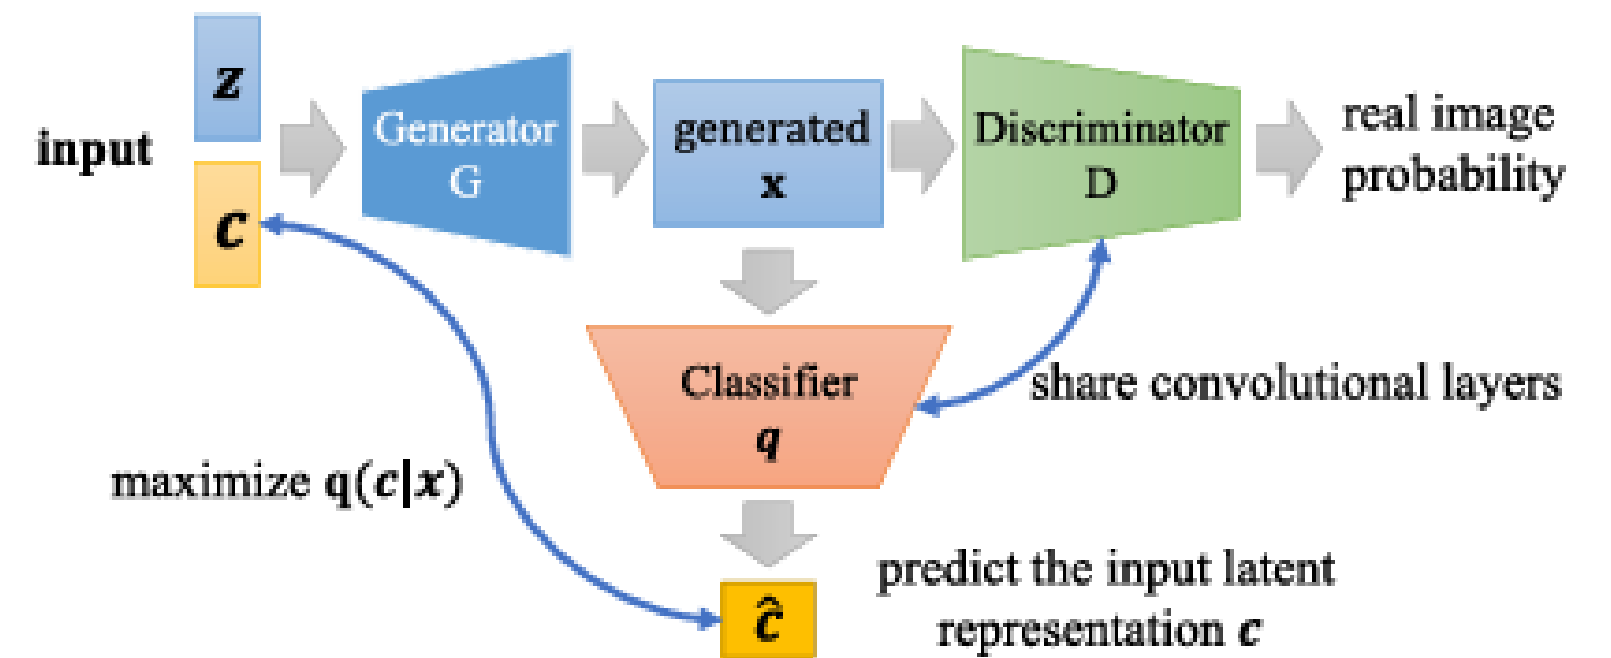 input
z
c
Generator
G
generated
x
Discriminator
D
real image
probability
Classifier
q
share convolutional layers
maximize q(c|x)
ĉ
predict the input latent
representation c